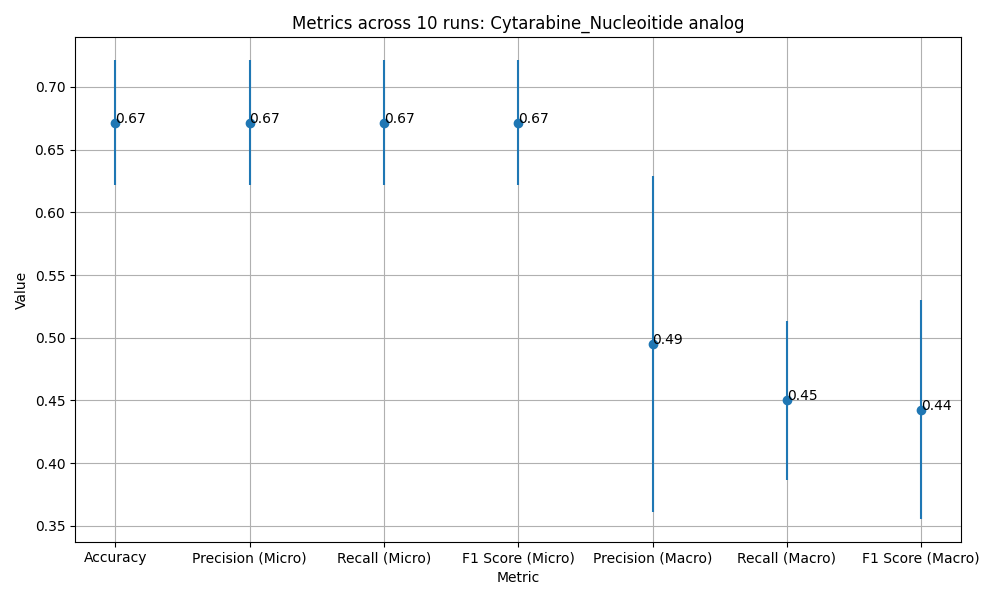 Metrics across 10 runs: Cytarabine_Nucleoitide analog
Value
0.70
0.65
0.60
0.55
0.50
0.45
0.40
0.35
0.67
0.67
0.67
0.67
0.49
0.45
0.44
Accuracy
Precision (Micro)
Recall (Micro)
F1 Score (Micro)
Precision (Macro)
Recall (Macro)
F1 Score (Macro)
Metric